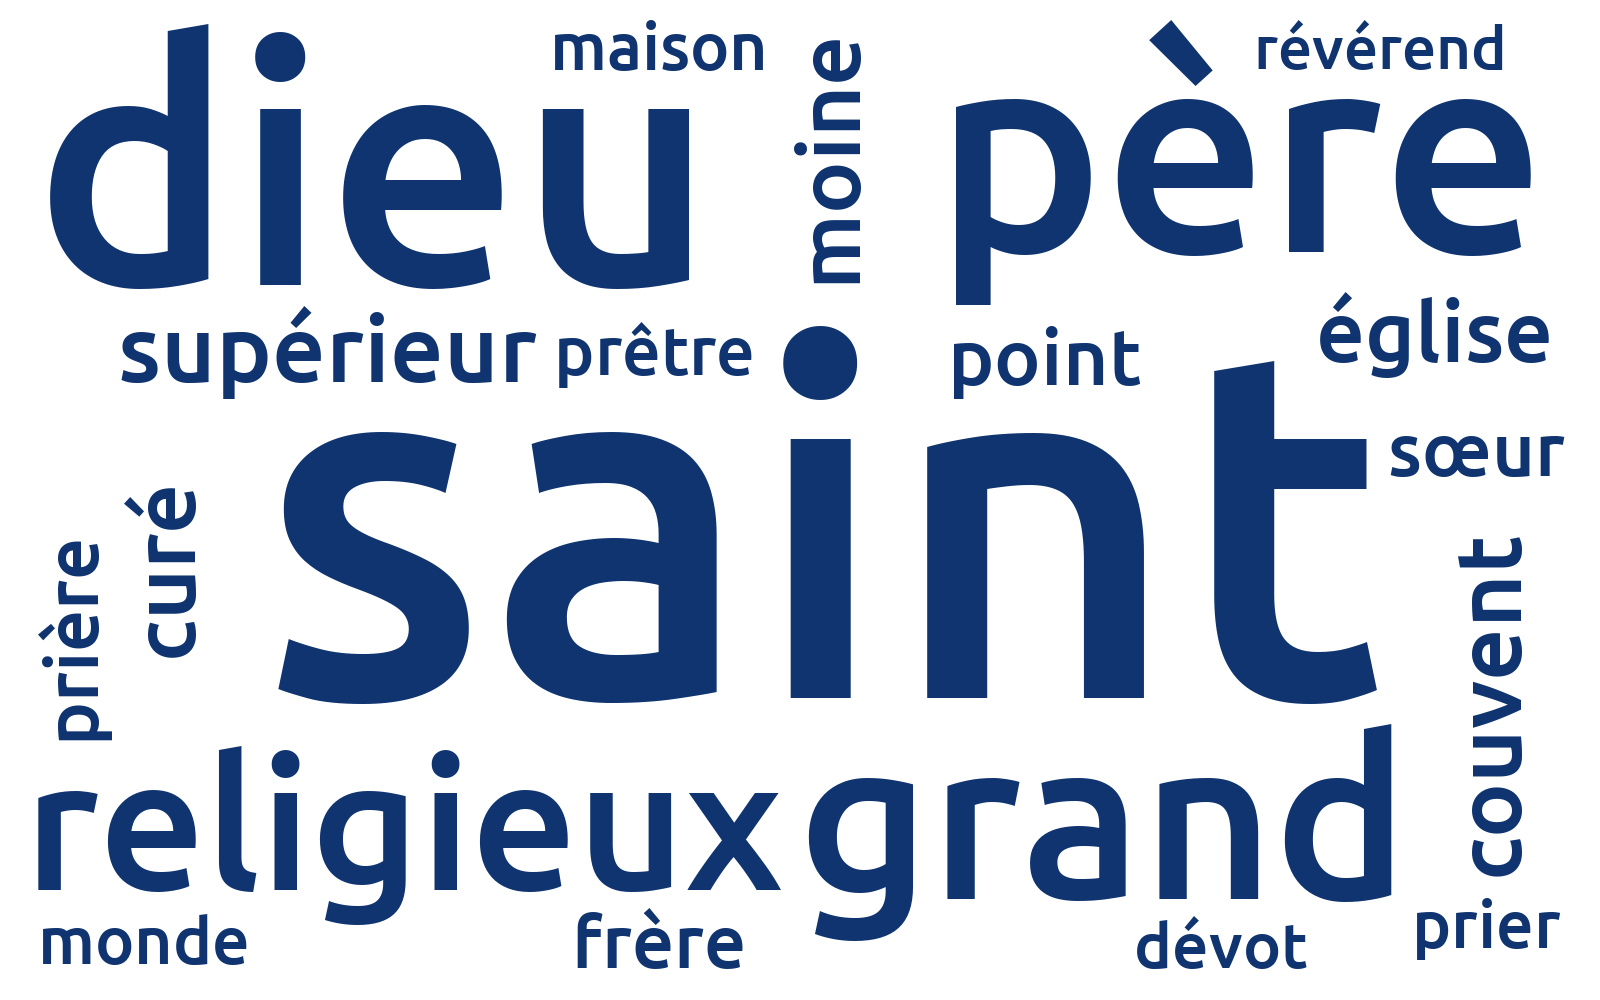 dieu
maison
moine
père
révérend
supérieur
prêtre
point
église
saint
sœur
curé
prière
couvent
religieux
grand
monde
frère
dévot
prier